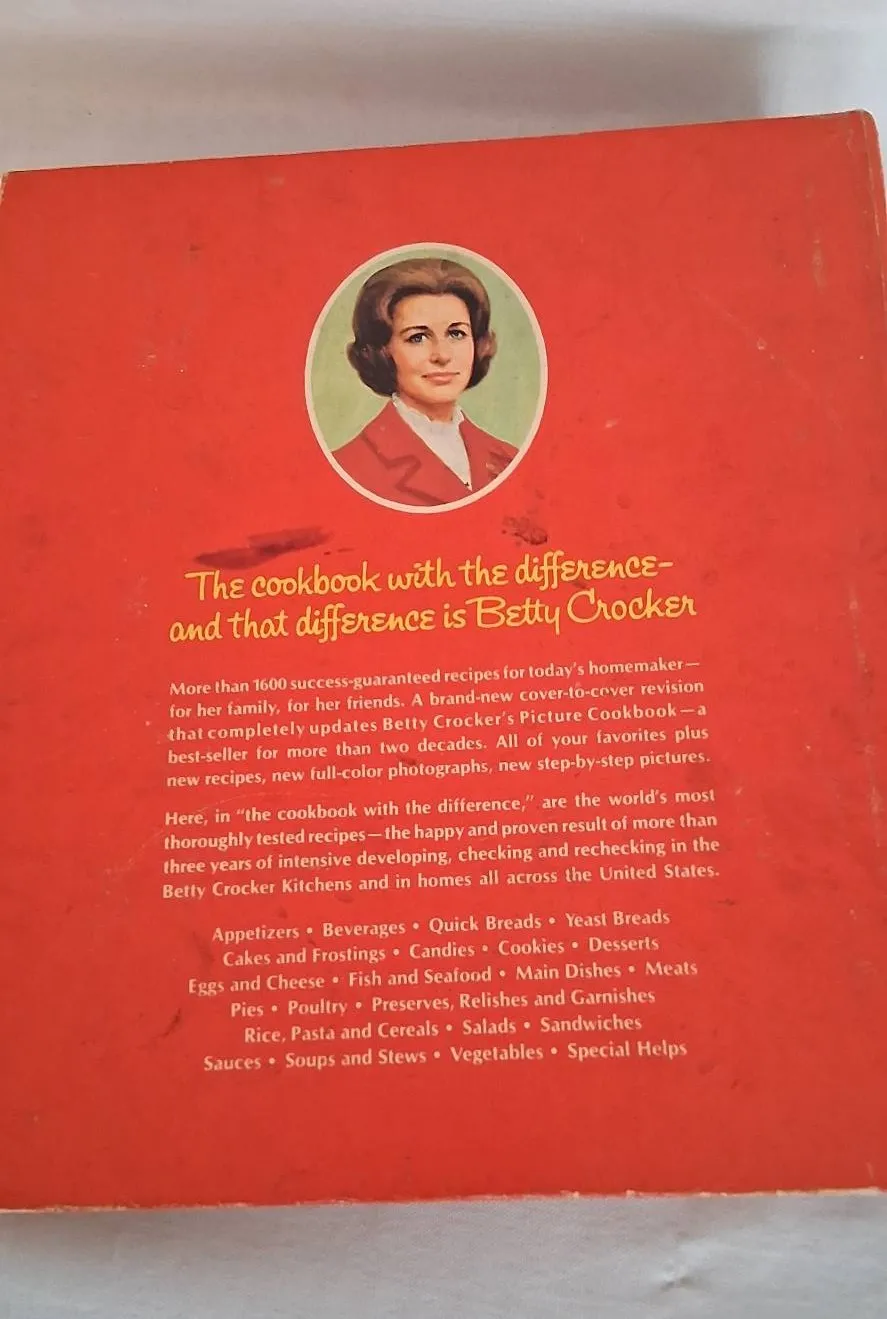 The cookbook with the difference-
and that difference is Betty Crocker
More than 1600 success-guaranteed recipes for today's homemaker—
for her family, for her friends. A brand-new cover-to-cover revision
that completely updates Betty Crocker's Picture Cookbook—a
best-seller for more than two decades. All of your favorites plus
new recipes, new full-color photographs, new step-by-step pictures.
Here, in "the cookbook with the difference," are the world's most
thoroughly tested recipes—the happy and proven result of more than
three years of intensive developing, checking and rechecking in the
Betty Crocker Kitchens and in homes all across the United States.
Appetizers • Beverages • Quick Breads • Yeast Breads
Cakes and Frostings • Candies • Cookies • Desserts
Eggs and Cheese • Fish and Seafood • Main Dishes • Meats
Pies • Poultry • Preserves, Relishes and Garnishes
Rice, Pasta and Cereals • Salads • Sandwiches
Sauces • Soups and Stews • Vegetables • Special Helps